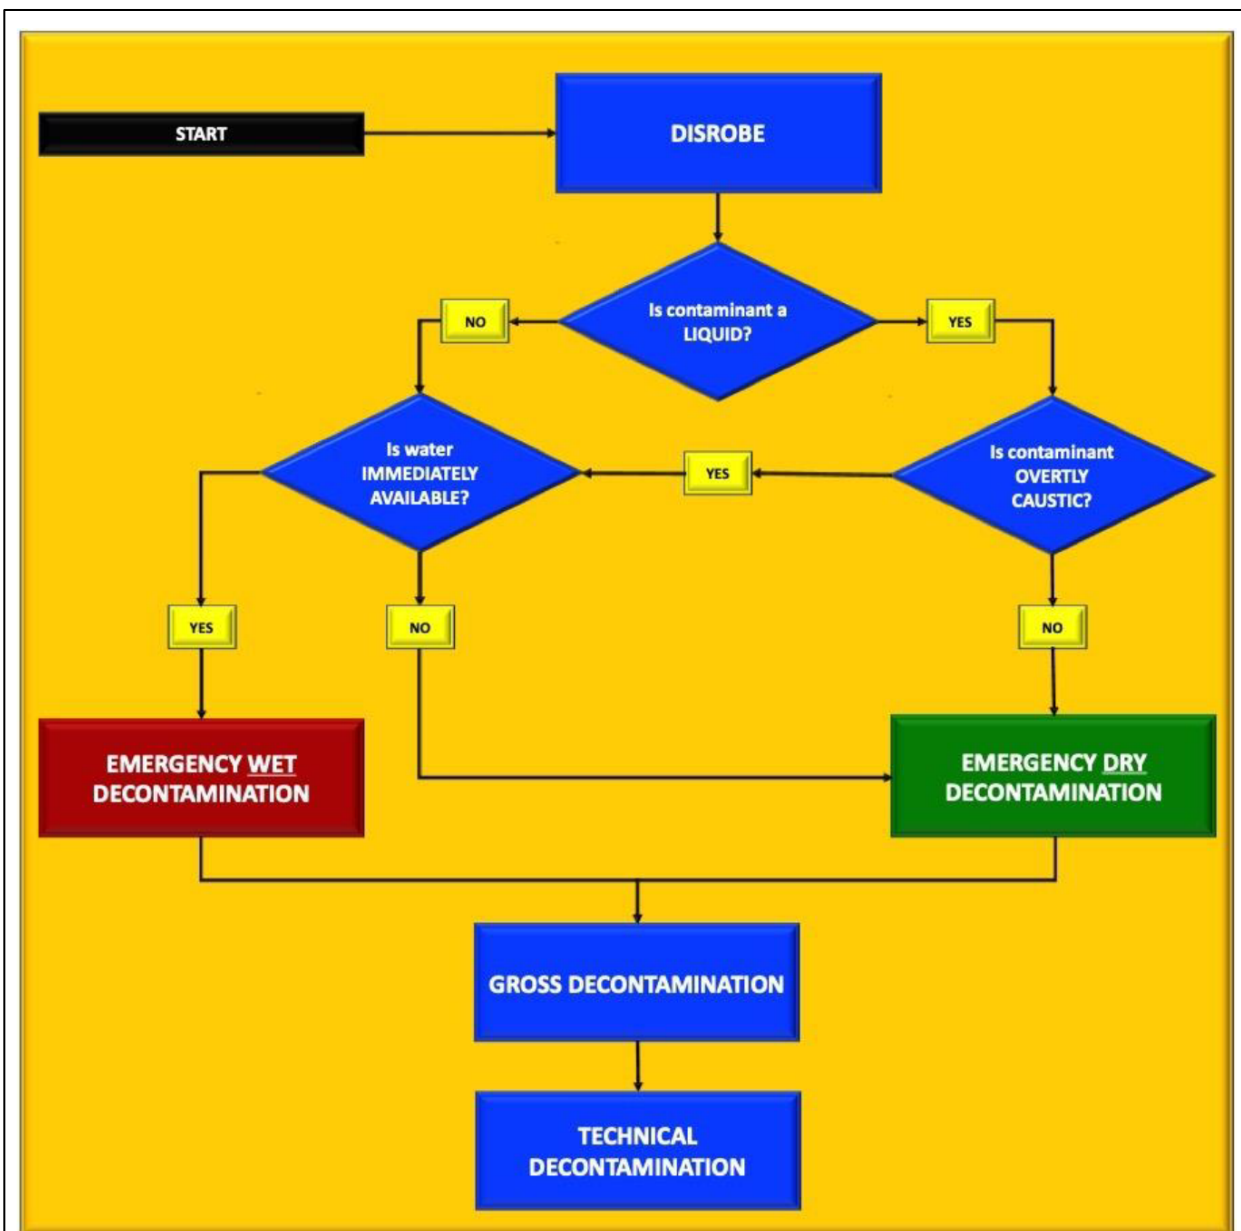 START
DISROBE
Is contaminant a
LIQUID?
NO
YES
Is water
IMMEDIATELY
AVAILABLE?
YES
Is contaminant
OVERTLY
CAUSTIC?
YES
NO
NO
EMERGENCY WET
DECONTAMINATION
EMERGENCY DRY
DECONTAMINATION
GROSS DECONTAMINATION
TECHNICAL
DECONTAMINATION